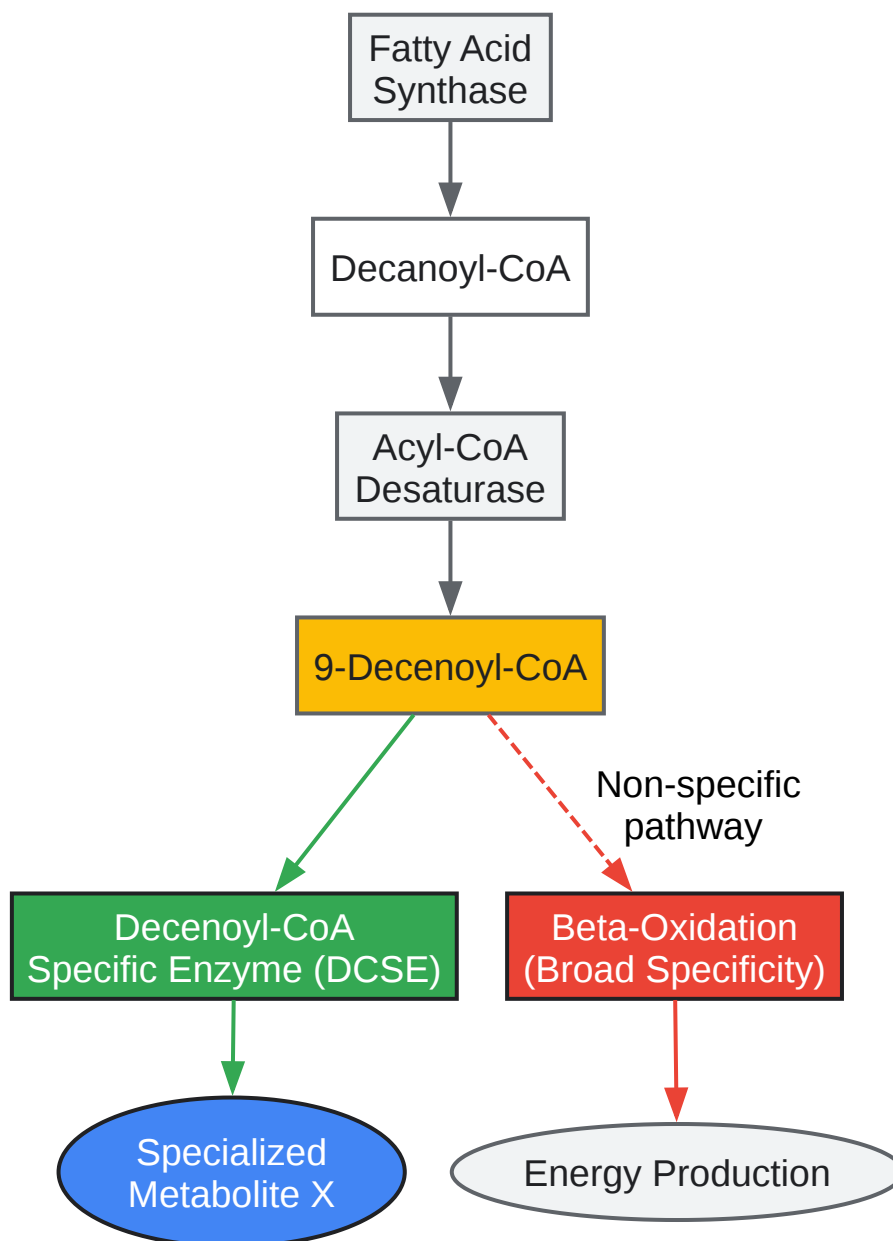 Fatty Acid
Synthase
Decanoyl-CoA
Acyl-CoA
Desaturase
9-Decenoyl-CoA
Non-specific
pathway
Decenoyl-CoA
Specific Enzyme (DCSE)
Beta-Oxidation
(Broad Specificity)
Specialized
Metabolite X
Energy Production